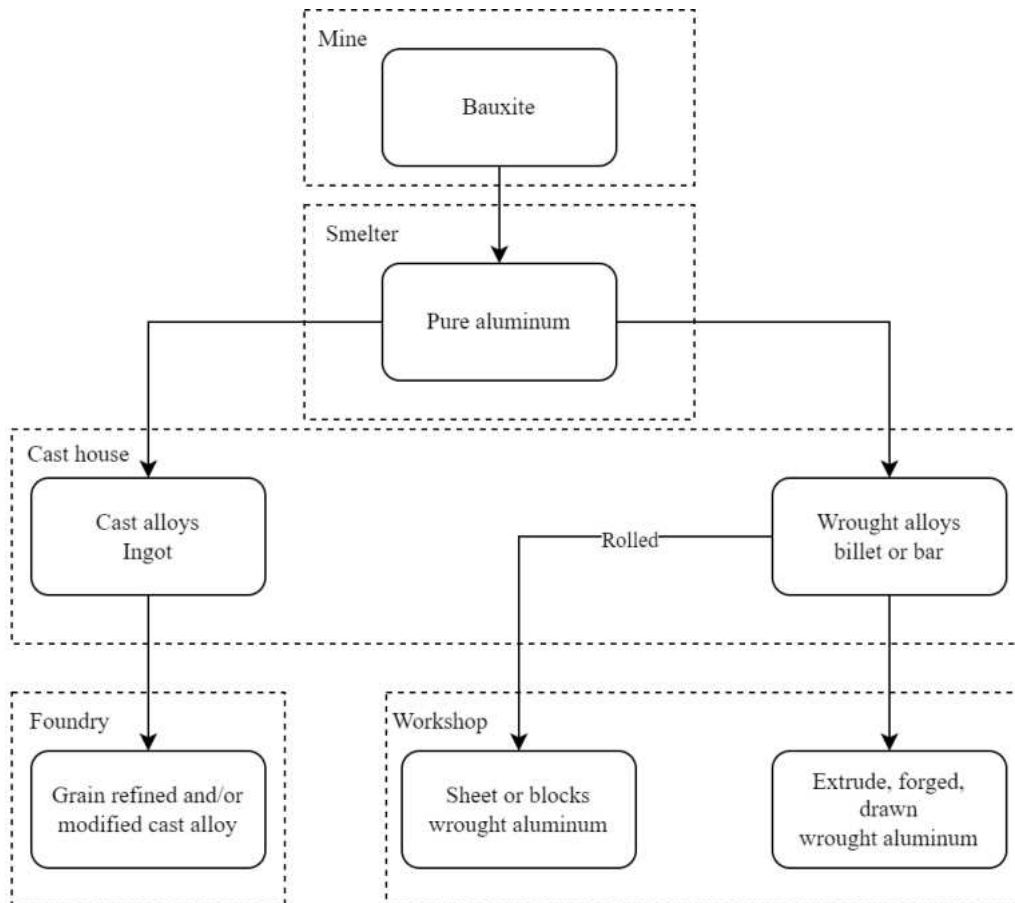 Mine
Bauxite
Smelter
Pure aluminum
Cast house
Cast alloys
Ingot
Rolled
Wrought alloys
billet or bar
Foundry
Grain refined and/or
modified cast alloy
Workshop
Sheet or blocks
wrought aluminum
Extrude, forged,
drawn
wrought aluminum